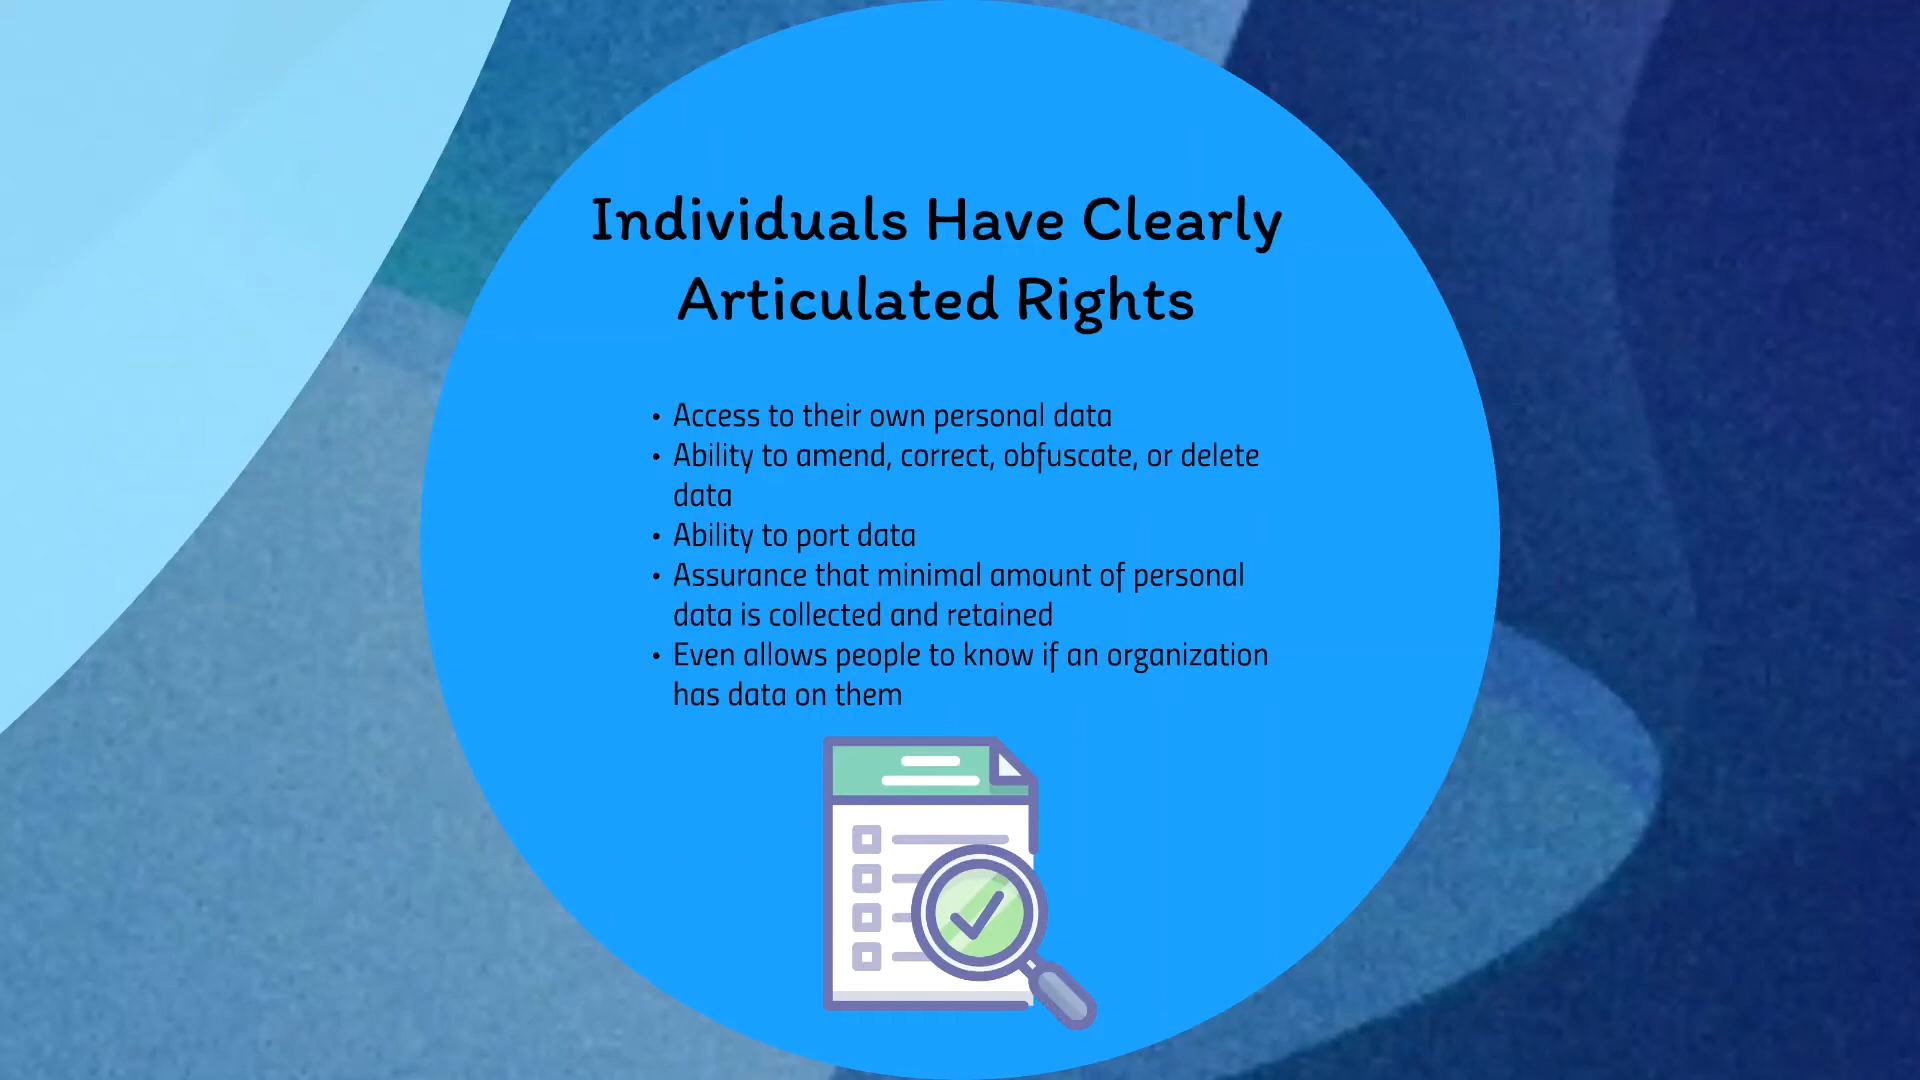 Individuals Have Clearly
Articulated Rights
• Access to their own personal data
• Ability to amend, correct, obfuscate, or delete
data
• Ability to port data
• Assurance that minimal amount of personal
data is collected and retained
• Even allows people to know if an organization
has data on them